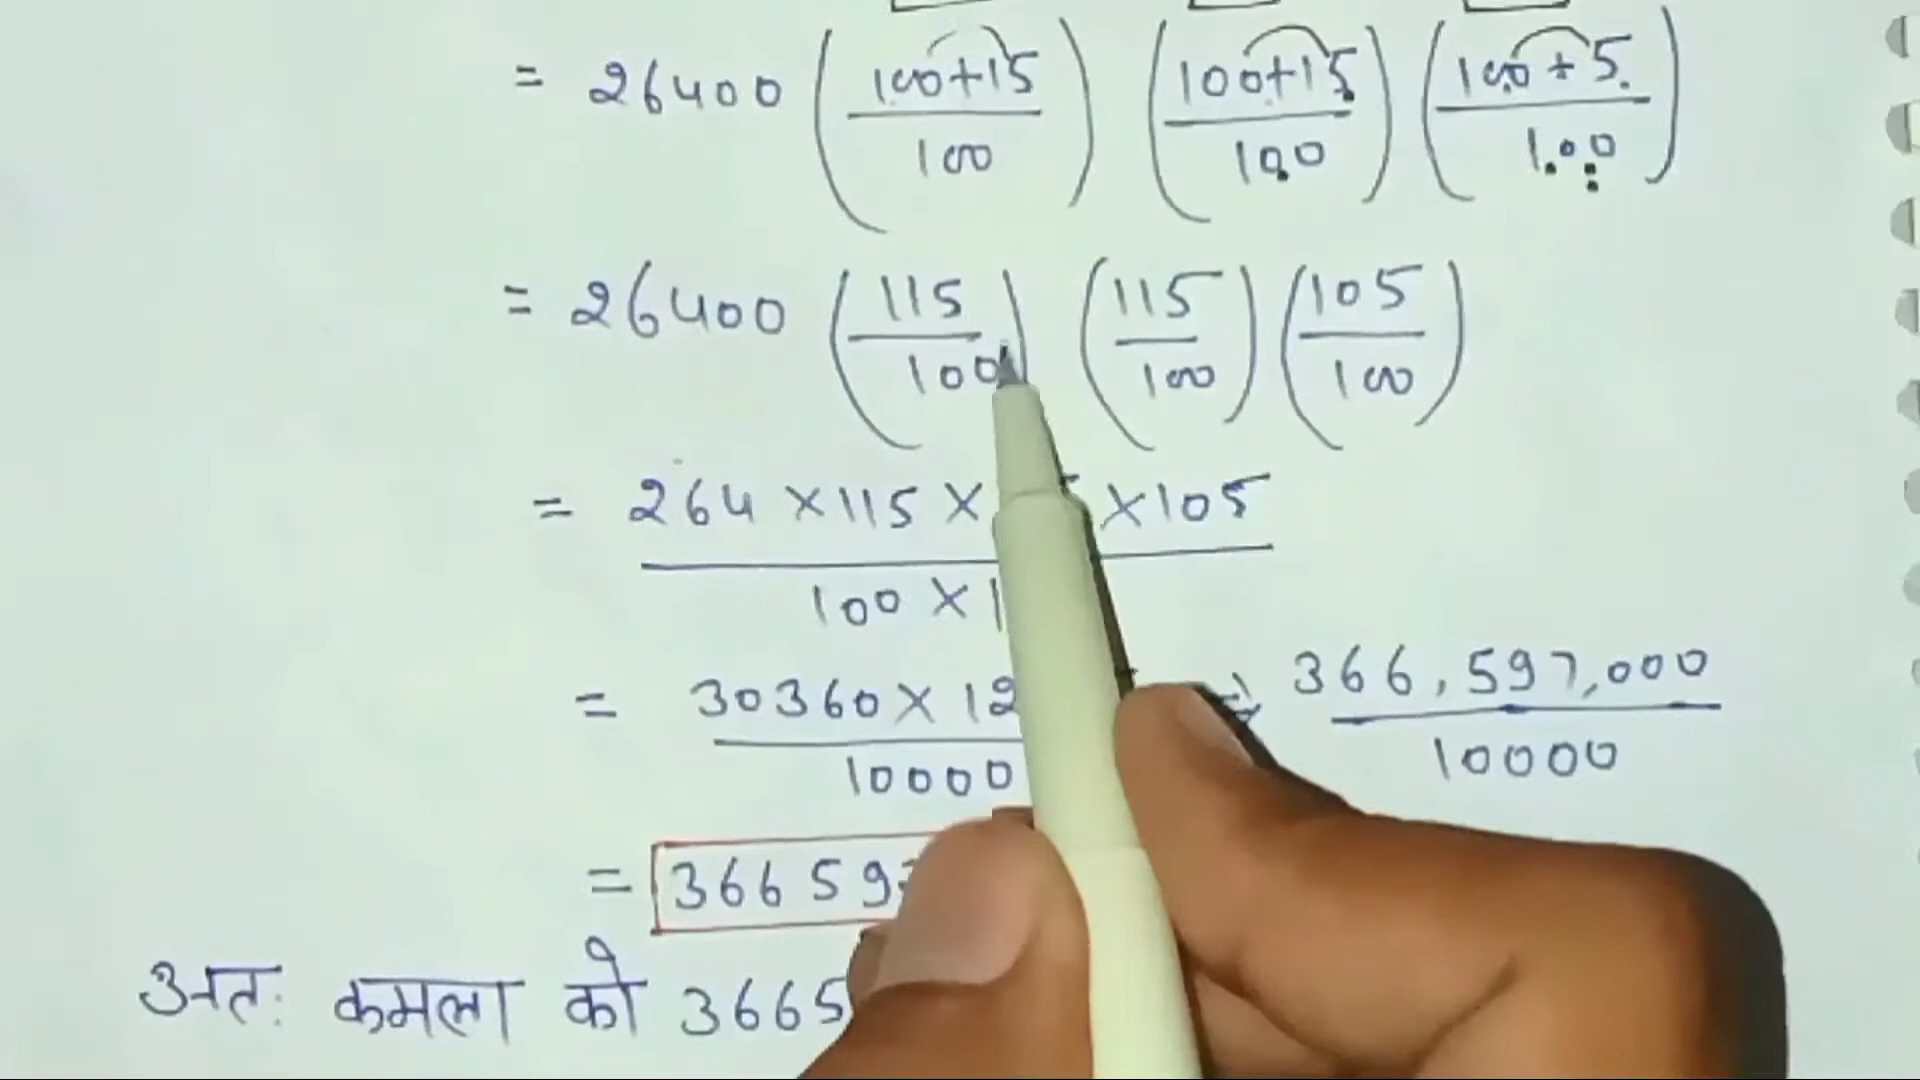 = 26400 (100+15/100) (100+15/100) (100+5/100)
= 26400 (115/100) (115/100) (105/100)
= 264 × 115 × × 105
100 × 1
= 30360 × 12 ⇒ 366,597,000
10000 10000
= 36659
अतः कमला को 3665